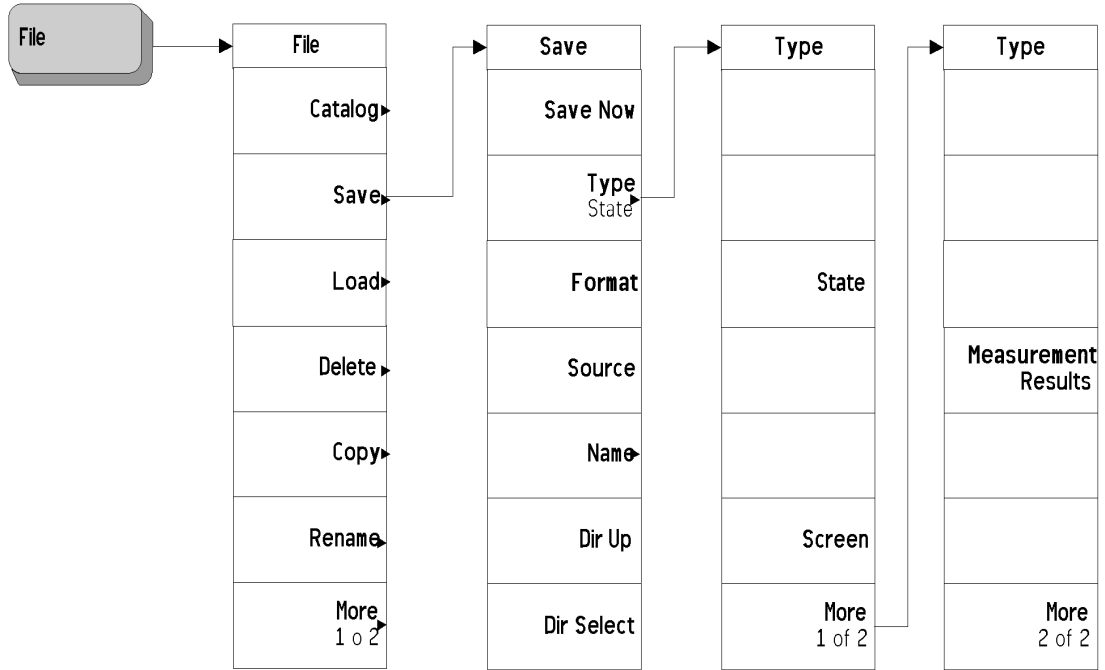 File
File
Catalog
Save
Load
Delete
Copy
Rename
More
1 o 2
Save
Save Now
Type
State
Format
Source
Name
Dir Up
Dir Select
Type
State
Screen
More
1 of 2
Type
Measurement
Results
More
2 of 2